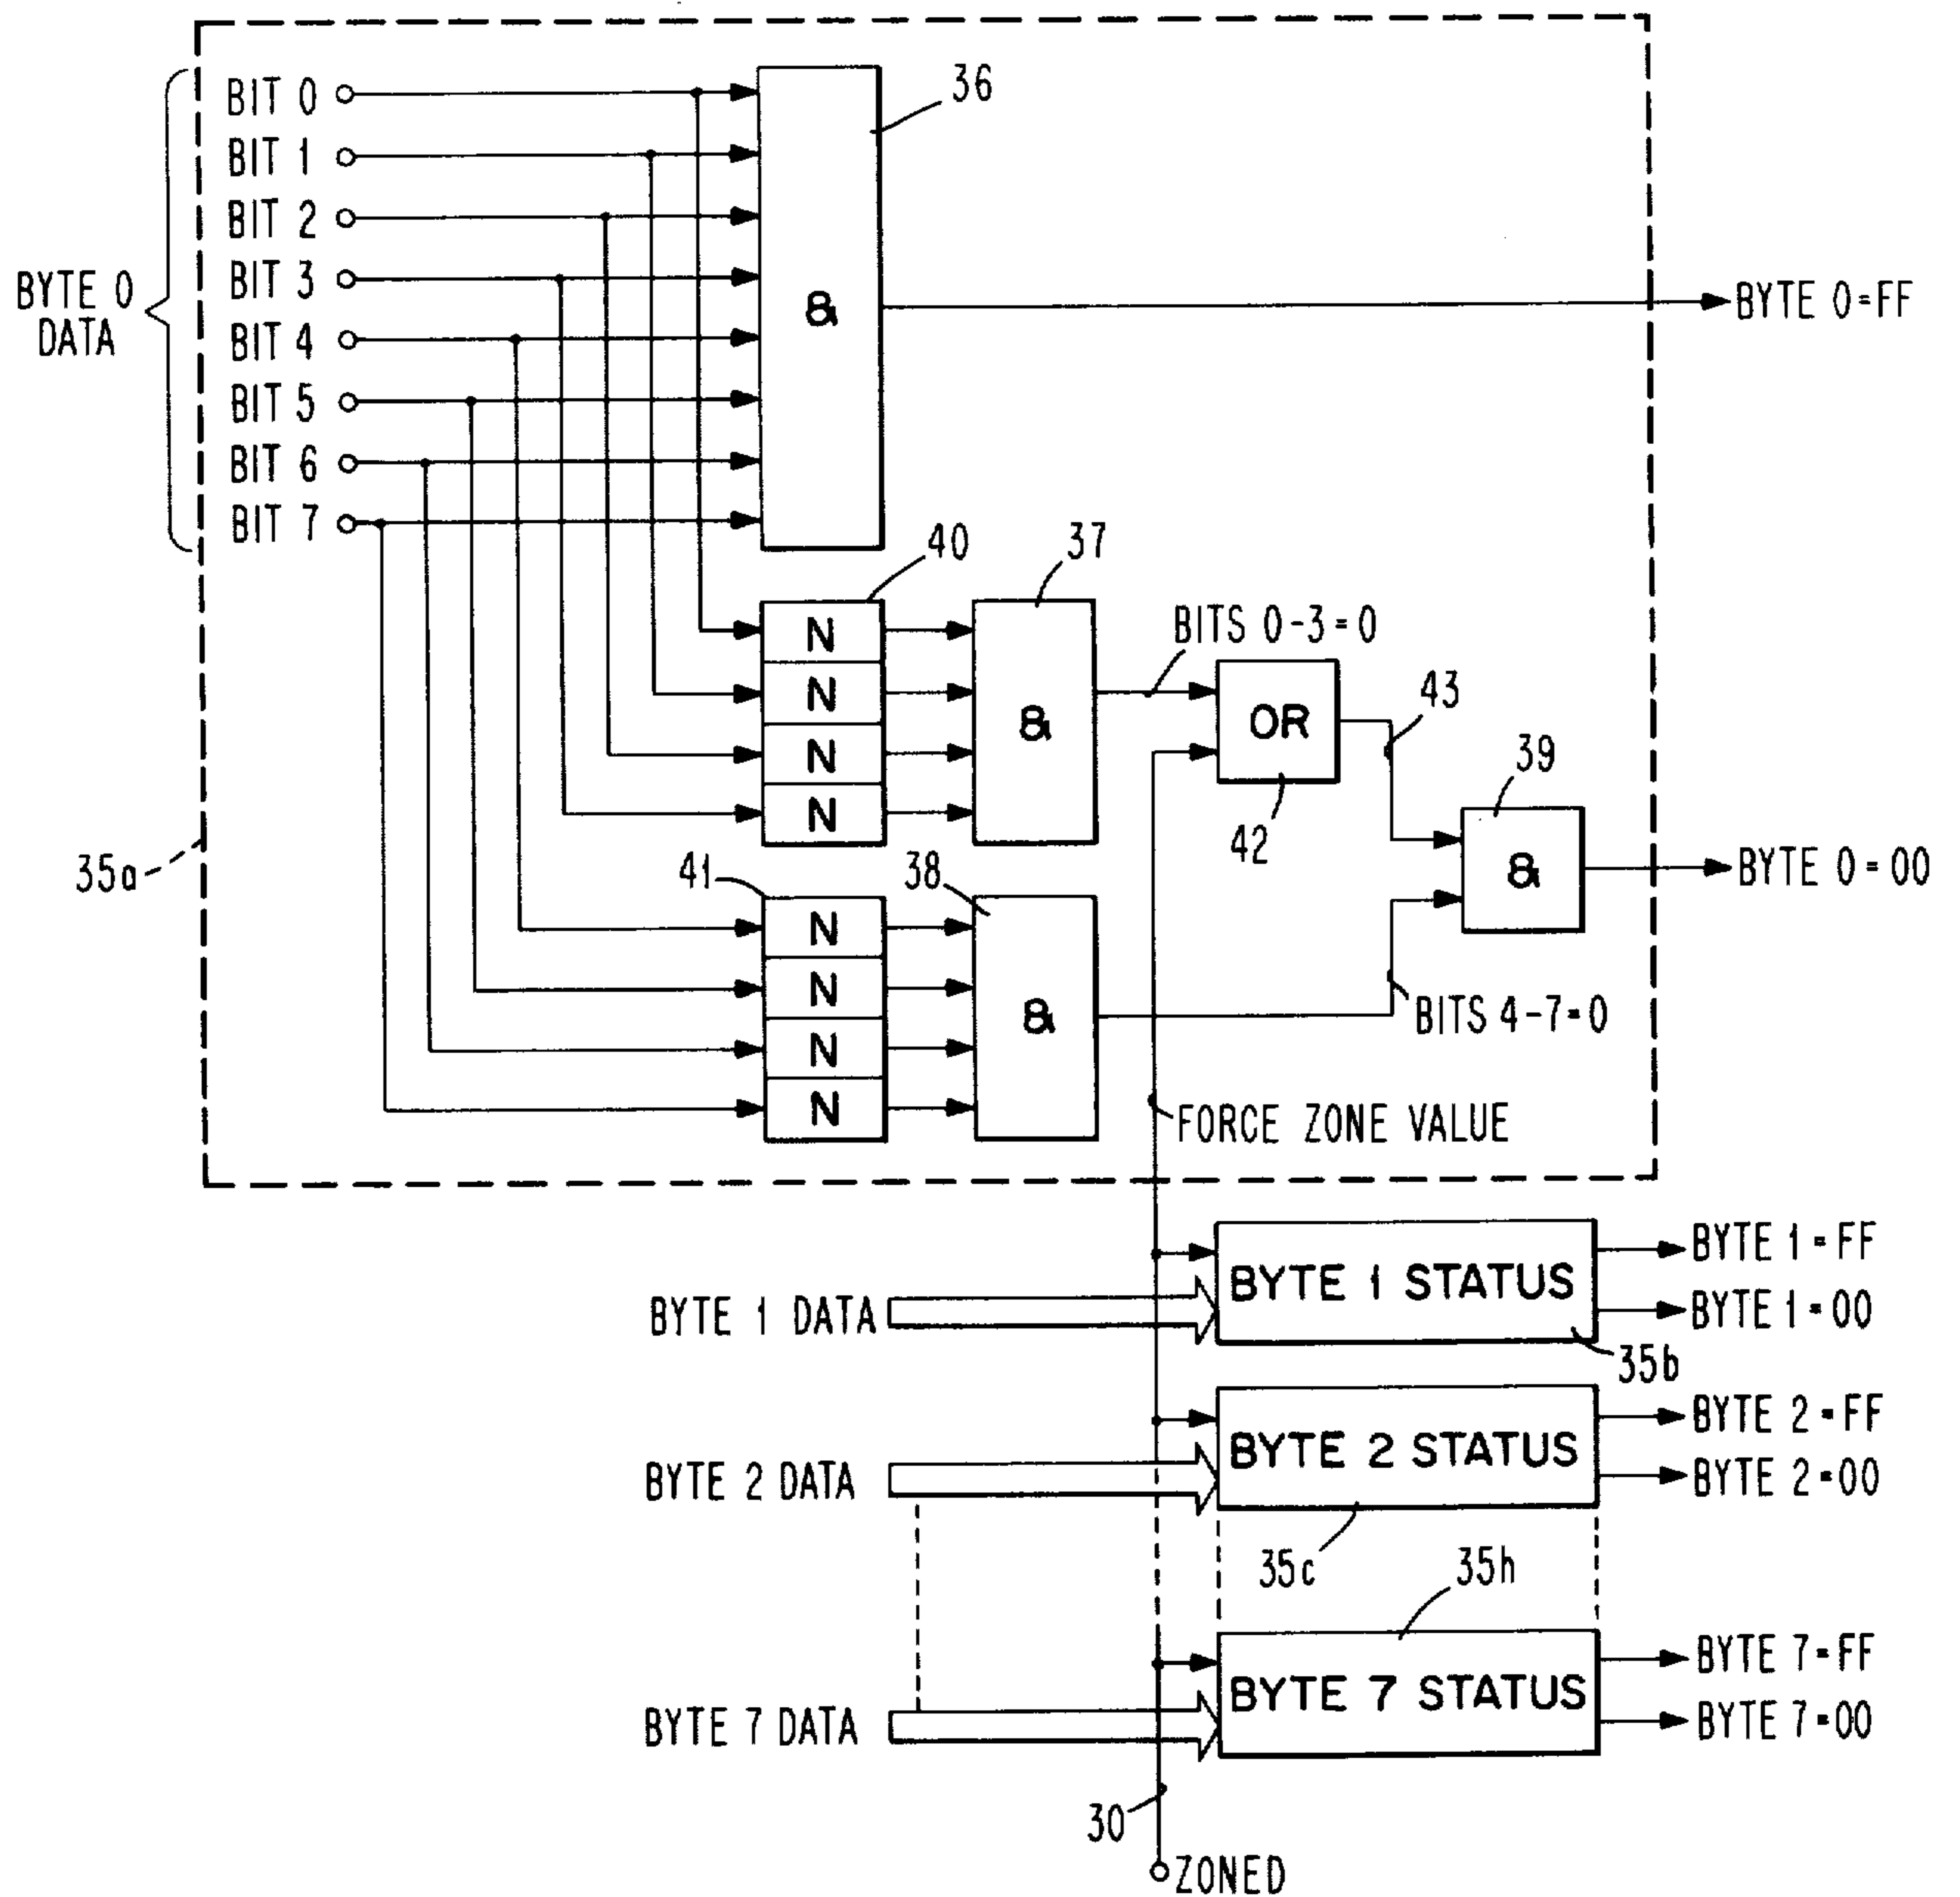 BIT 0
36
BIT 1
BIT 2
BIT 3
BYTE 0
DATA
BYTE 0=FF
&
BIT 4
BIT 5
BIT 6
BIT 7
40
37
N
N
N
N
&
BITS 0-3=0
OR
42
43
39
&
BYTE 0=00
35a
41
38
N
N
N
N
&
BITS 4-7=0
FORCE ZONE VALUE
BYTE 1 DATA
BYTE 1 STATUS
BYTE 1=FF
BYTE 1=00
35b
BYTE 2 DATA
BYTE 2 STATUS
BYTE 2=FF
BYTE 2=00
35c
35h
BYTE 7 DATA
BYTE 7 STATUS
BYTE 7=FF
BYTE 7=00
30
ZONED